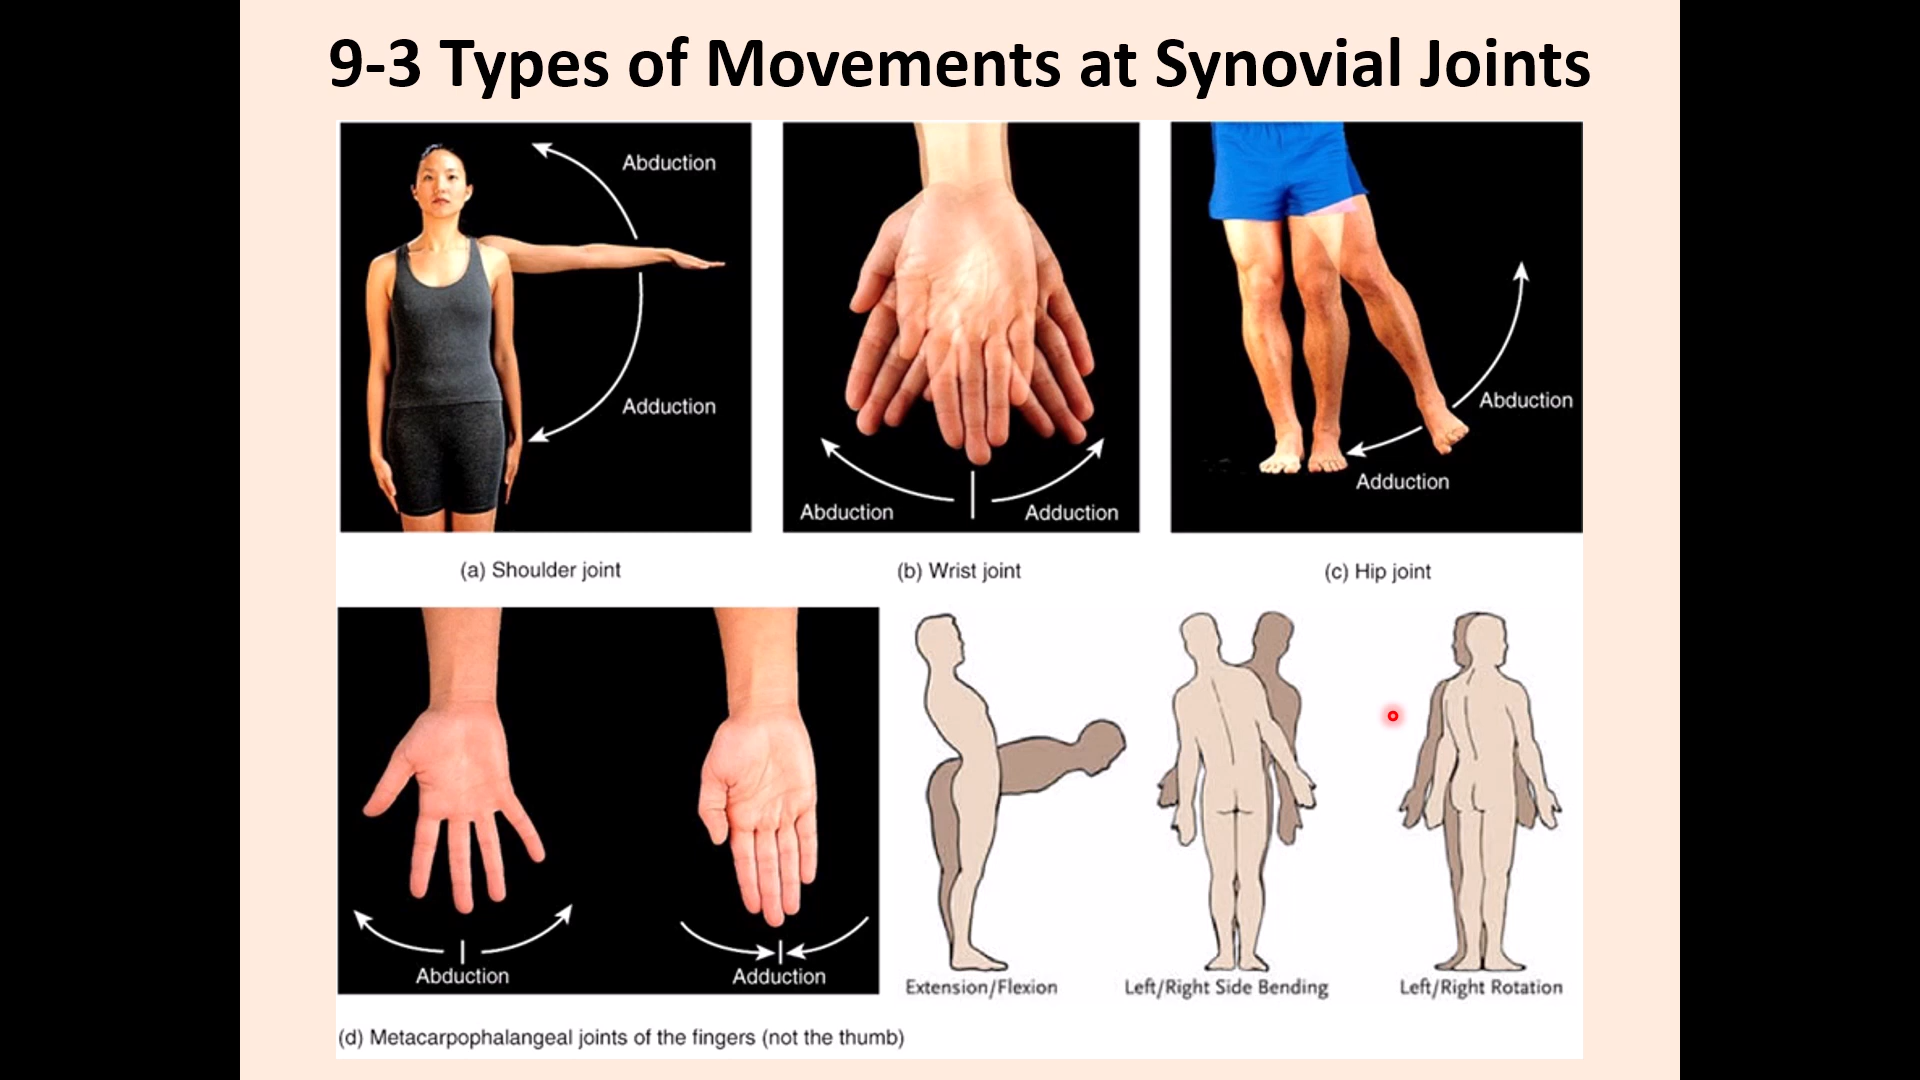 9-3 Types of Movements at Synovial Joints
Abduction
Adduction
(a) Shoulder joint
Abduction
Adduction
(b) Wrist joint
Abduction
Adduction
(c) Hip joint
Abduction
Adduction
(d) Metacarpophalangeal joints of the fingers (not the thumb)
Extension/Flexion
Left/Right Side Bending
Left/Right Rotation